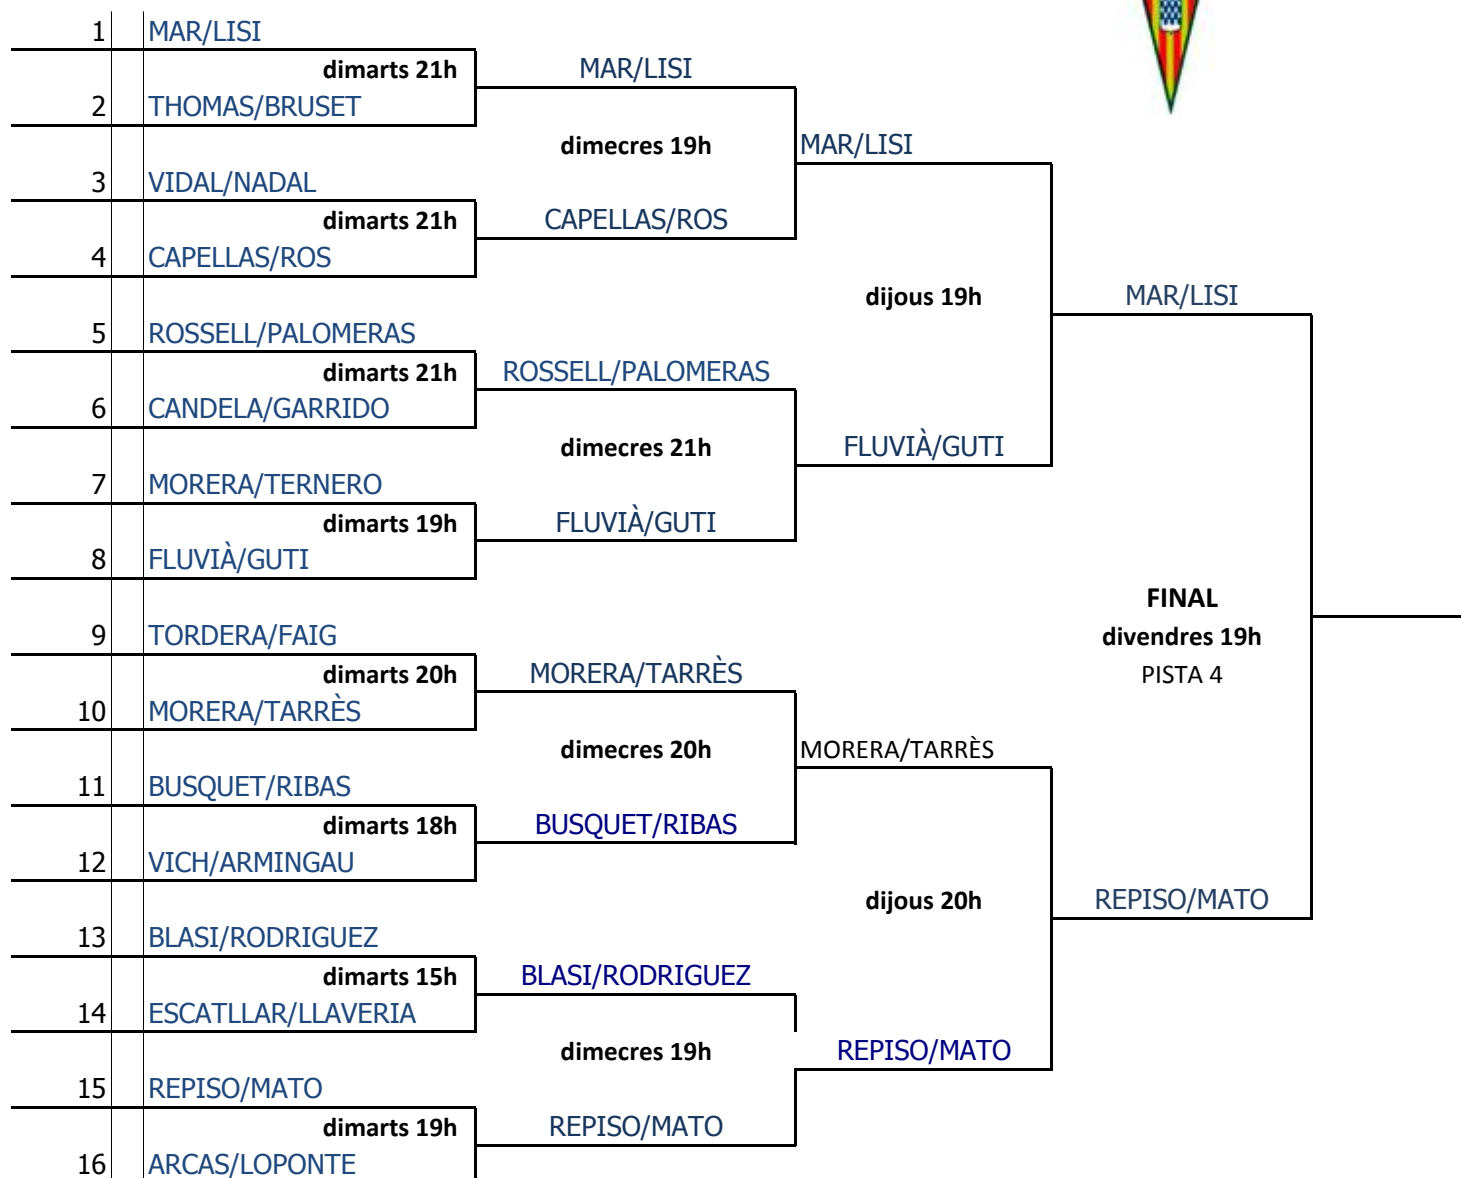 1 MAR/LISI
dimarts 21h MAR/LISI
2 THOMAS/BRUSET
dimecres 19h MAR/LISI
3 VIDAL/NADAL
dimarts 21h CAPELLAS/ROS
4 CAPELLAS/ROS
dijous 19h MAR/LISI
5 ROSSELL/PALOMERAS
dimarts 21h ROSSELL/PALOMERAS
6 CANDELA/GARRIDO
dimecres 21h FLUVIÀ/GUTI
7 MORERA/TERNERO
dimarts 19h FLUVIÀ/GUTI
8 FLUVIÀ/GUTI
FINAL
9 TORDERA/FAIG divendres 19h
dimarts 20h MORERA/TARRÈS PISTA 4
10 MORERA/TARRÈS
dimecres 20h MORERA/TARRÈS
11 BUSQUET/RIBAS
dimarts 18h BUSQUET/RIBAS
12 VICH/ARMINGAU
dijous 20h REPISO/MATO
13 BLASI/RODRIGUEZ
dimarts 15h BLASI/RODRIGUEZ
14 ESCATLLAR/LLAVERIA
dimecres 19h REPISO/MATO
15 REPISO/MATO
dimarts 19h REPISO/MATO
16 ARCAS/LOPONTE